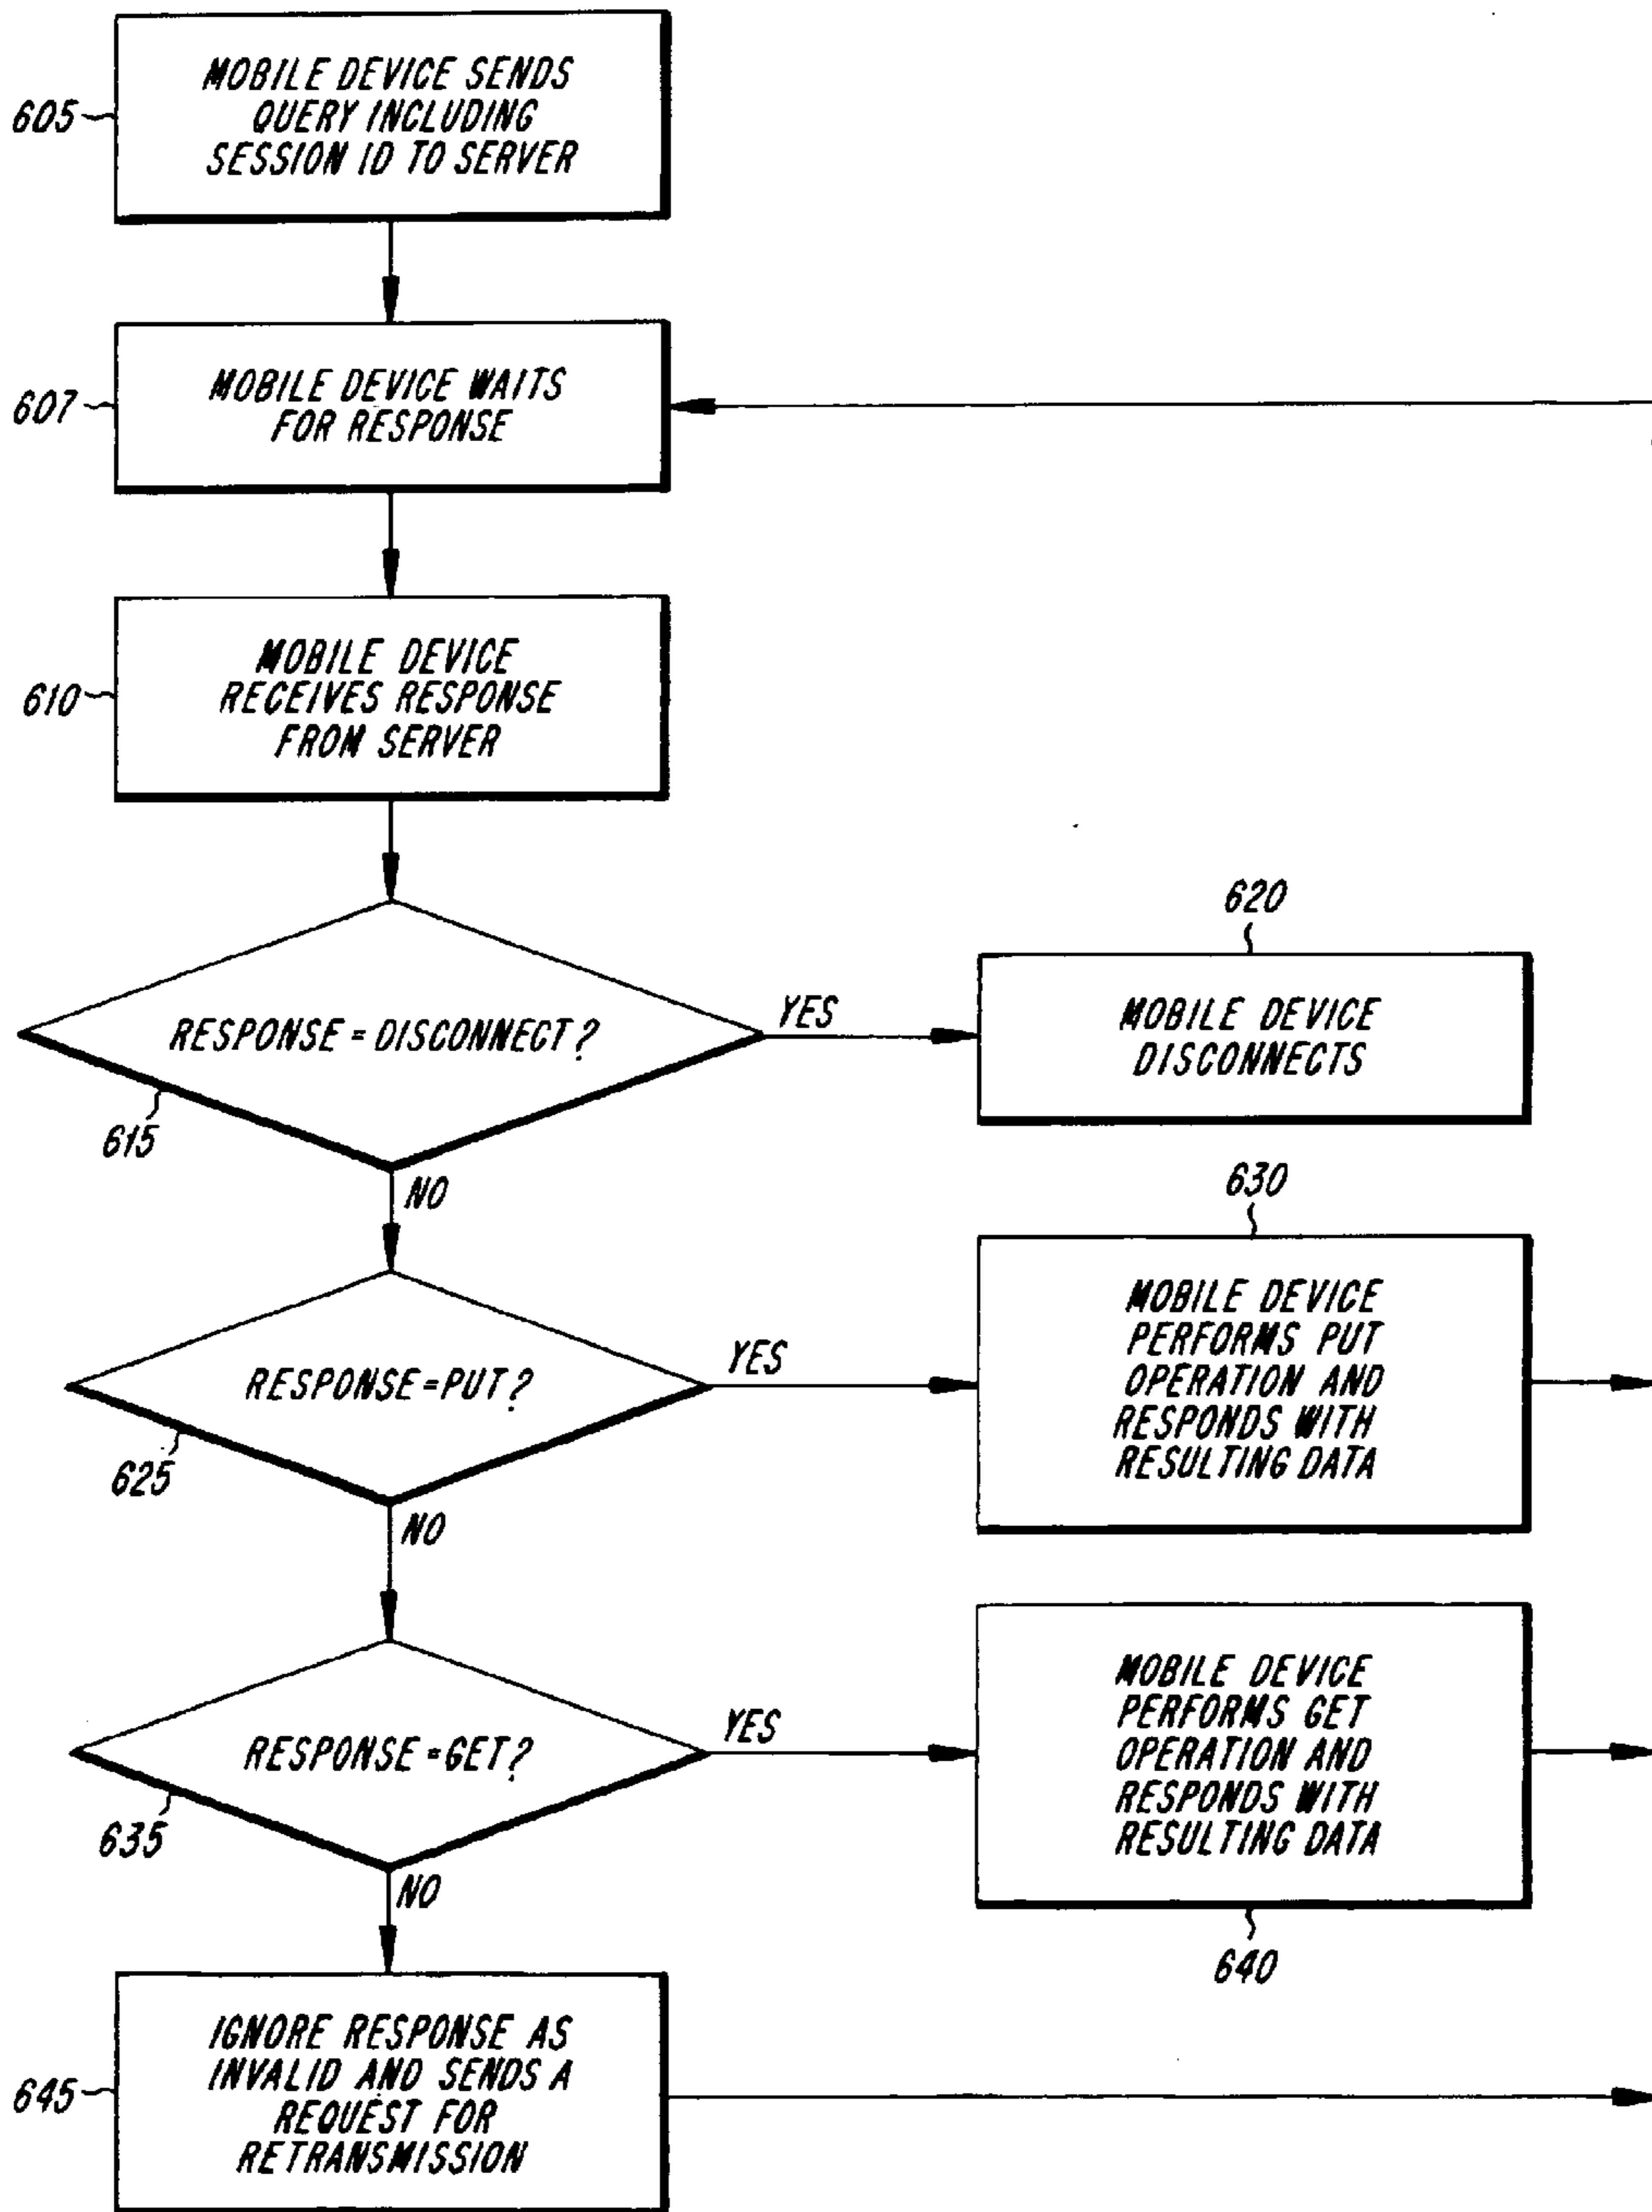 605
MOBILE DEVICE SENDS
QUERY INCLUDING
SESSION ID TO SERVER
607
MOBILE DEVICE WAITS
FOR RESPONSE
610
MOBILE DEVICE
RECEIVES RESPONSE
FROM SERVER
RESPONSE = DISCONNECT?
615
YES
620
MOBILE DEVICE
DISCONNECTS
NO
RESPONSE=PUT?
625
YES
630
MOBILE DEVICE
PERFORMS PUT
OPERATION AND
RESPONDS WITH
RESULTING DATA
NO
RESPONSE=GET?
635
YES
MOBILE DEVICE
PERFORMS GET
OPERATION AND
RESPONDS WITH
RESULTING DATA
640
NO
645
IGNORE RESPONSE AS
INVALID AND SENDS A
REQUEST FOR
RETRANSMISSION